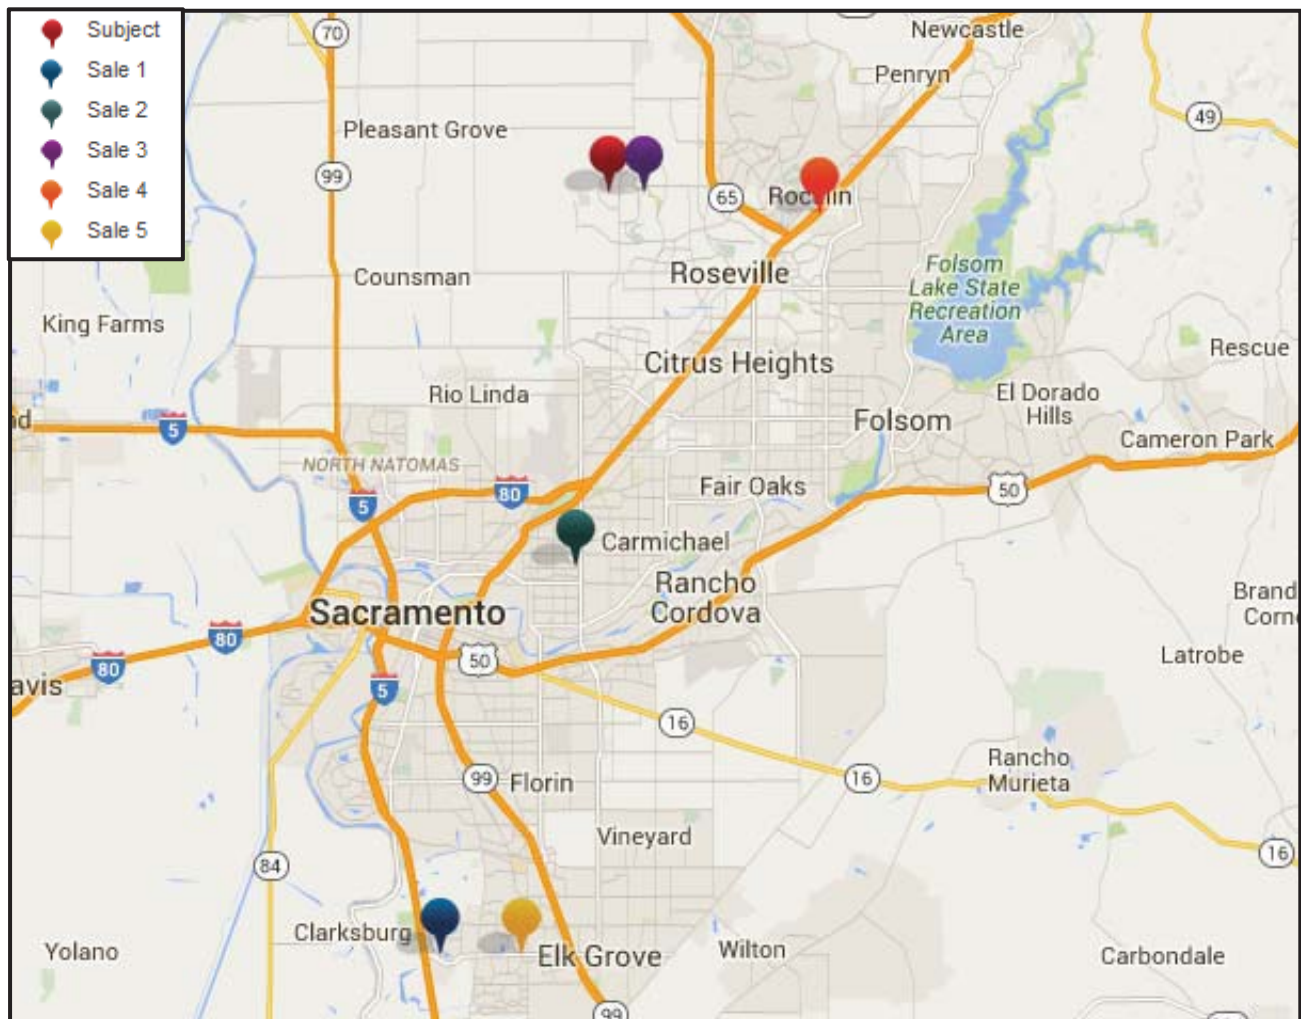 Subject
Sale 1
Sale 2
Sale 3
Sale 4
Sale 5
70
Newcastle
Penryn
49
Pleasant Grove
99
65
Counsman
Roseville
Folsom
Lake State
Recreation
Area
King Farms
Rescue
Citrus Heights
Rio Linda
El Dorado
Hills
Folsom
5
Cameron Park
NORTH NATOMAS
80
5
Fair Oaks
50
Carmichael
Rancho
Cordova
Sacramento
Brand
80
50
80
Latrobe
avis
5
16
Rancho
Murieta
16
99
Florin
Vineyard
16
84
Clarksburg
Elk Grove
Wilton
Yolano
Carbondale
99